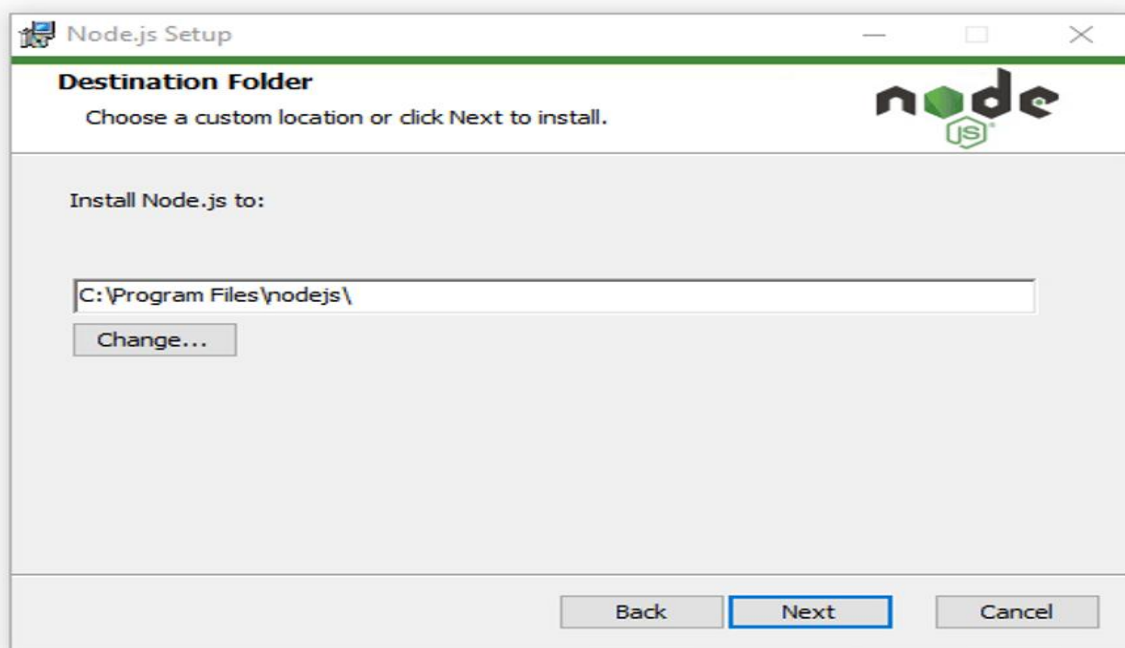 Node.js Setup
Destination Folder
Choose a custom location or click Next to install.
node
JS
Install Node.js to:
C:\Program Files\nodejs\
Change...
Back Next Cancel